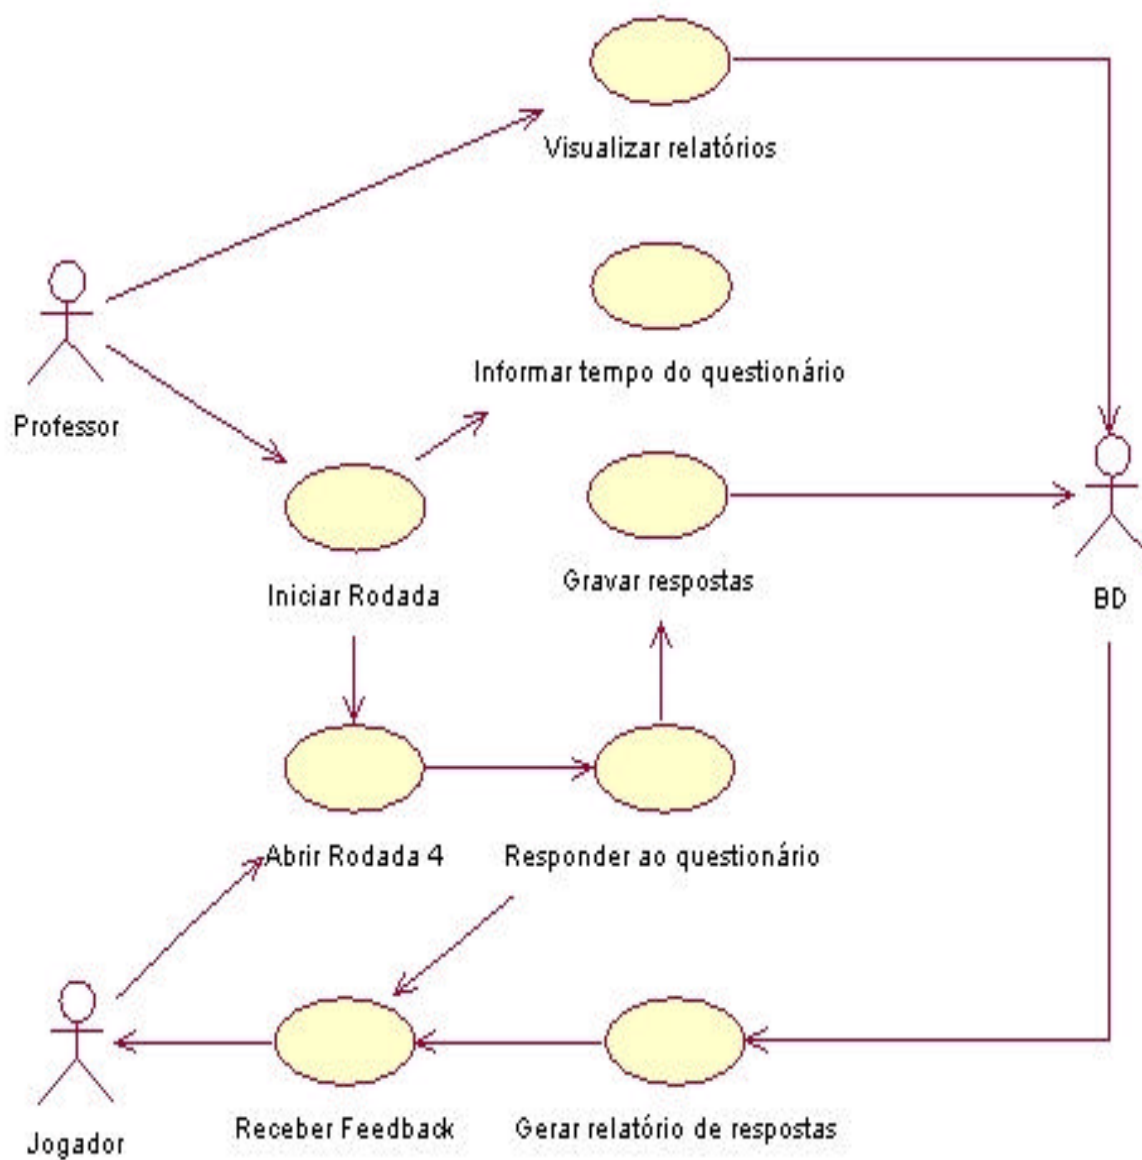 Visualizar relatórios
Informar tempo do questionário
Professor
Gravar respostas
Iniciar Rodada
BD
Abrir Rodada 4
Responder ao questionário
Receber Feedback
Gerar relatório de respostas
Jogador